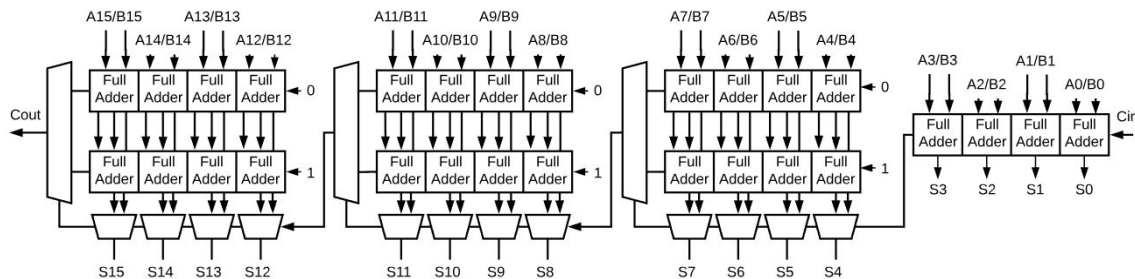 A15/B15 A13/B13 A11/B11 A9/B9 A7/B7 A5/B5
A14/B14 A12/B12 A10/B10 A8/B8 A6/B6 A4/B4
A3/B3 A1/B1
Full Adder Full Adder Full Adder Full Adder 0 Full Adder Full Adder Full Adder Full Adder 0 Full Adder Full Adder Full Adder Full Adder 0
A2/B2 A0/B0
Cout
Cin
Full Adder Full Adder Full Adder Full Adder
Full Adder Full Adder Full Adder Full Adder 1 Full Adder Full Adder Full Adder Full Adder 1 Full Adder Full Adder Full Adder Full Adder 1
S3 S2 S1 S0
S15 S14 S13 S12 S11 S10 S9 S8 S7 S6 S5 S4